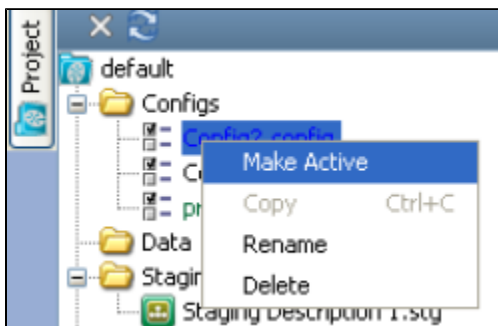 Project
default
Configs
Config2.config
Make Active
Copy Ctrl+C
Rename
Delete
Data
Staging Description 1.stg